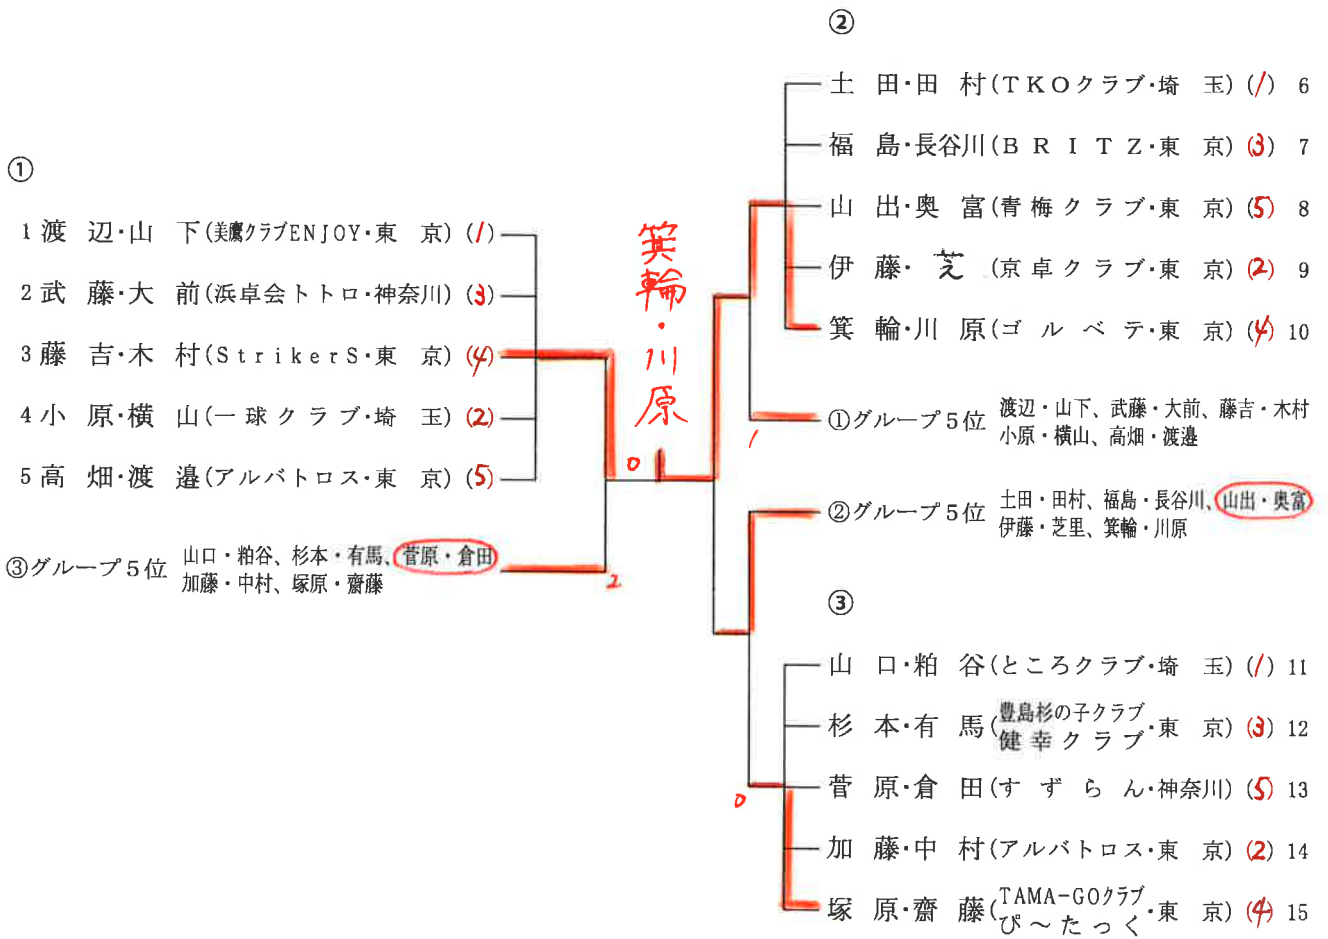 ①
1 渡 辺・山 下(美鷹クラブENJOY・東 京) (1)
2 武 藤・大 前(浜卓会トトロ・神奈川) (3)
3 藤 吉・木 村(StrikerS・東 京) (4)
4 小 原・横 山(一球クラブ・埼 玉) (2)
5 高 畑・渡 邉(アルバトロス・東 京) (5)
③グループ5位 山口・粕谷、杉本・有馬、菅原・倉田
加藤・中村、塚原・齋藤
2
0
箕輪・川原
②
土 田・田 村(TKOクラブ・埼 玉) (1) 6
福 島・長谷川(BRITZ・東 京) (3) 7
山 出・奥 富(青梅クラブ・東 京) (5) 8
伊 藤・芝 (京卓クラブ・東 京) (2) 9
箕 輪・川 原(ゴルベテ・東 京) (4) 10
①グループ5位 渡辺・山下、武藤・大前、藤吉・木村
小原・横山、高畑・渡邉
1
②グループ5位 土田・田村、福島・長谷川、山出・奥富
伊藤・芝里、箕輪・川原
③
山 口・粕 谷(ところクラブ・埼 玉) (1) 11
杉 本・有 馬(豊島杉の子クラブ
健幸クラブ・東 京) (3) 12
菅 原・倉 田(すずらん・神奈川) (5) 13
0
加 藤・中 村(アルバトロス・東 京) (2) 14
塚 原・齋 藤(TAMA-GOクラブ
ぴ～たっく・東 京) (4) 15